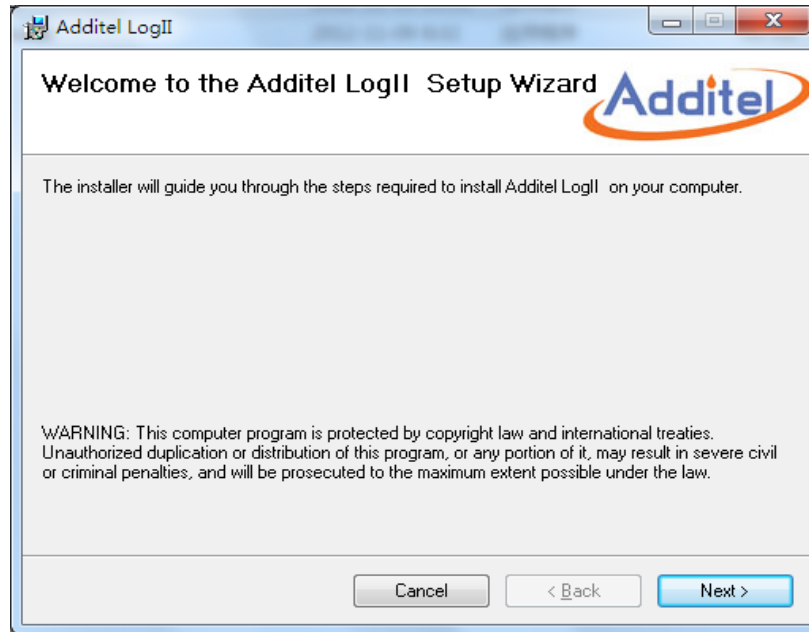 Additel LogII
Welcome to the Additel LogII Setup Wizard
Additel
The installer will guide you through the steps required to install Additel LogII on your computer.
WARNING: This computer program is protected by copyright law and international treaties.
Unauthorized duplication or distribution of this program, or any portion of it, may result in severe civil
or criminal penalties, and will be prosecuted to the maximum extent possible under the law.
Cancel
< Back
Next >